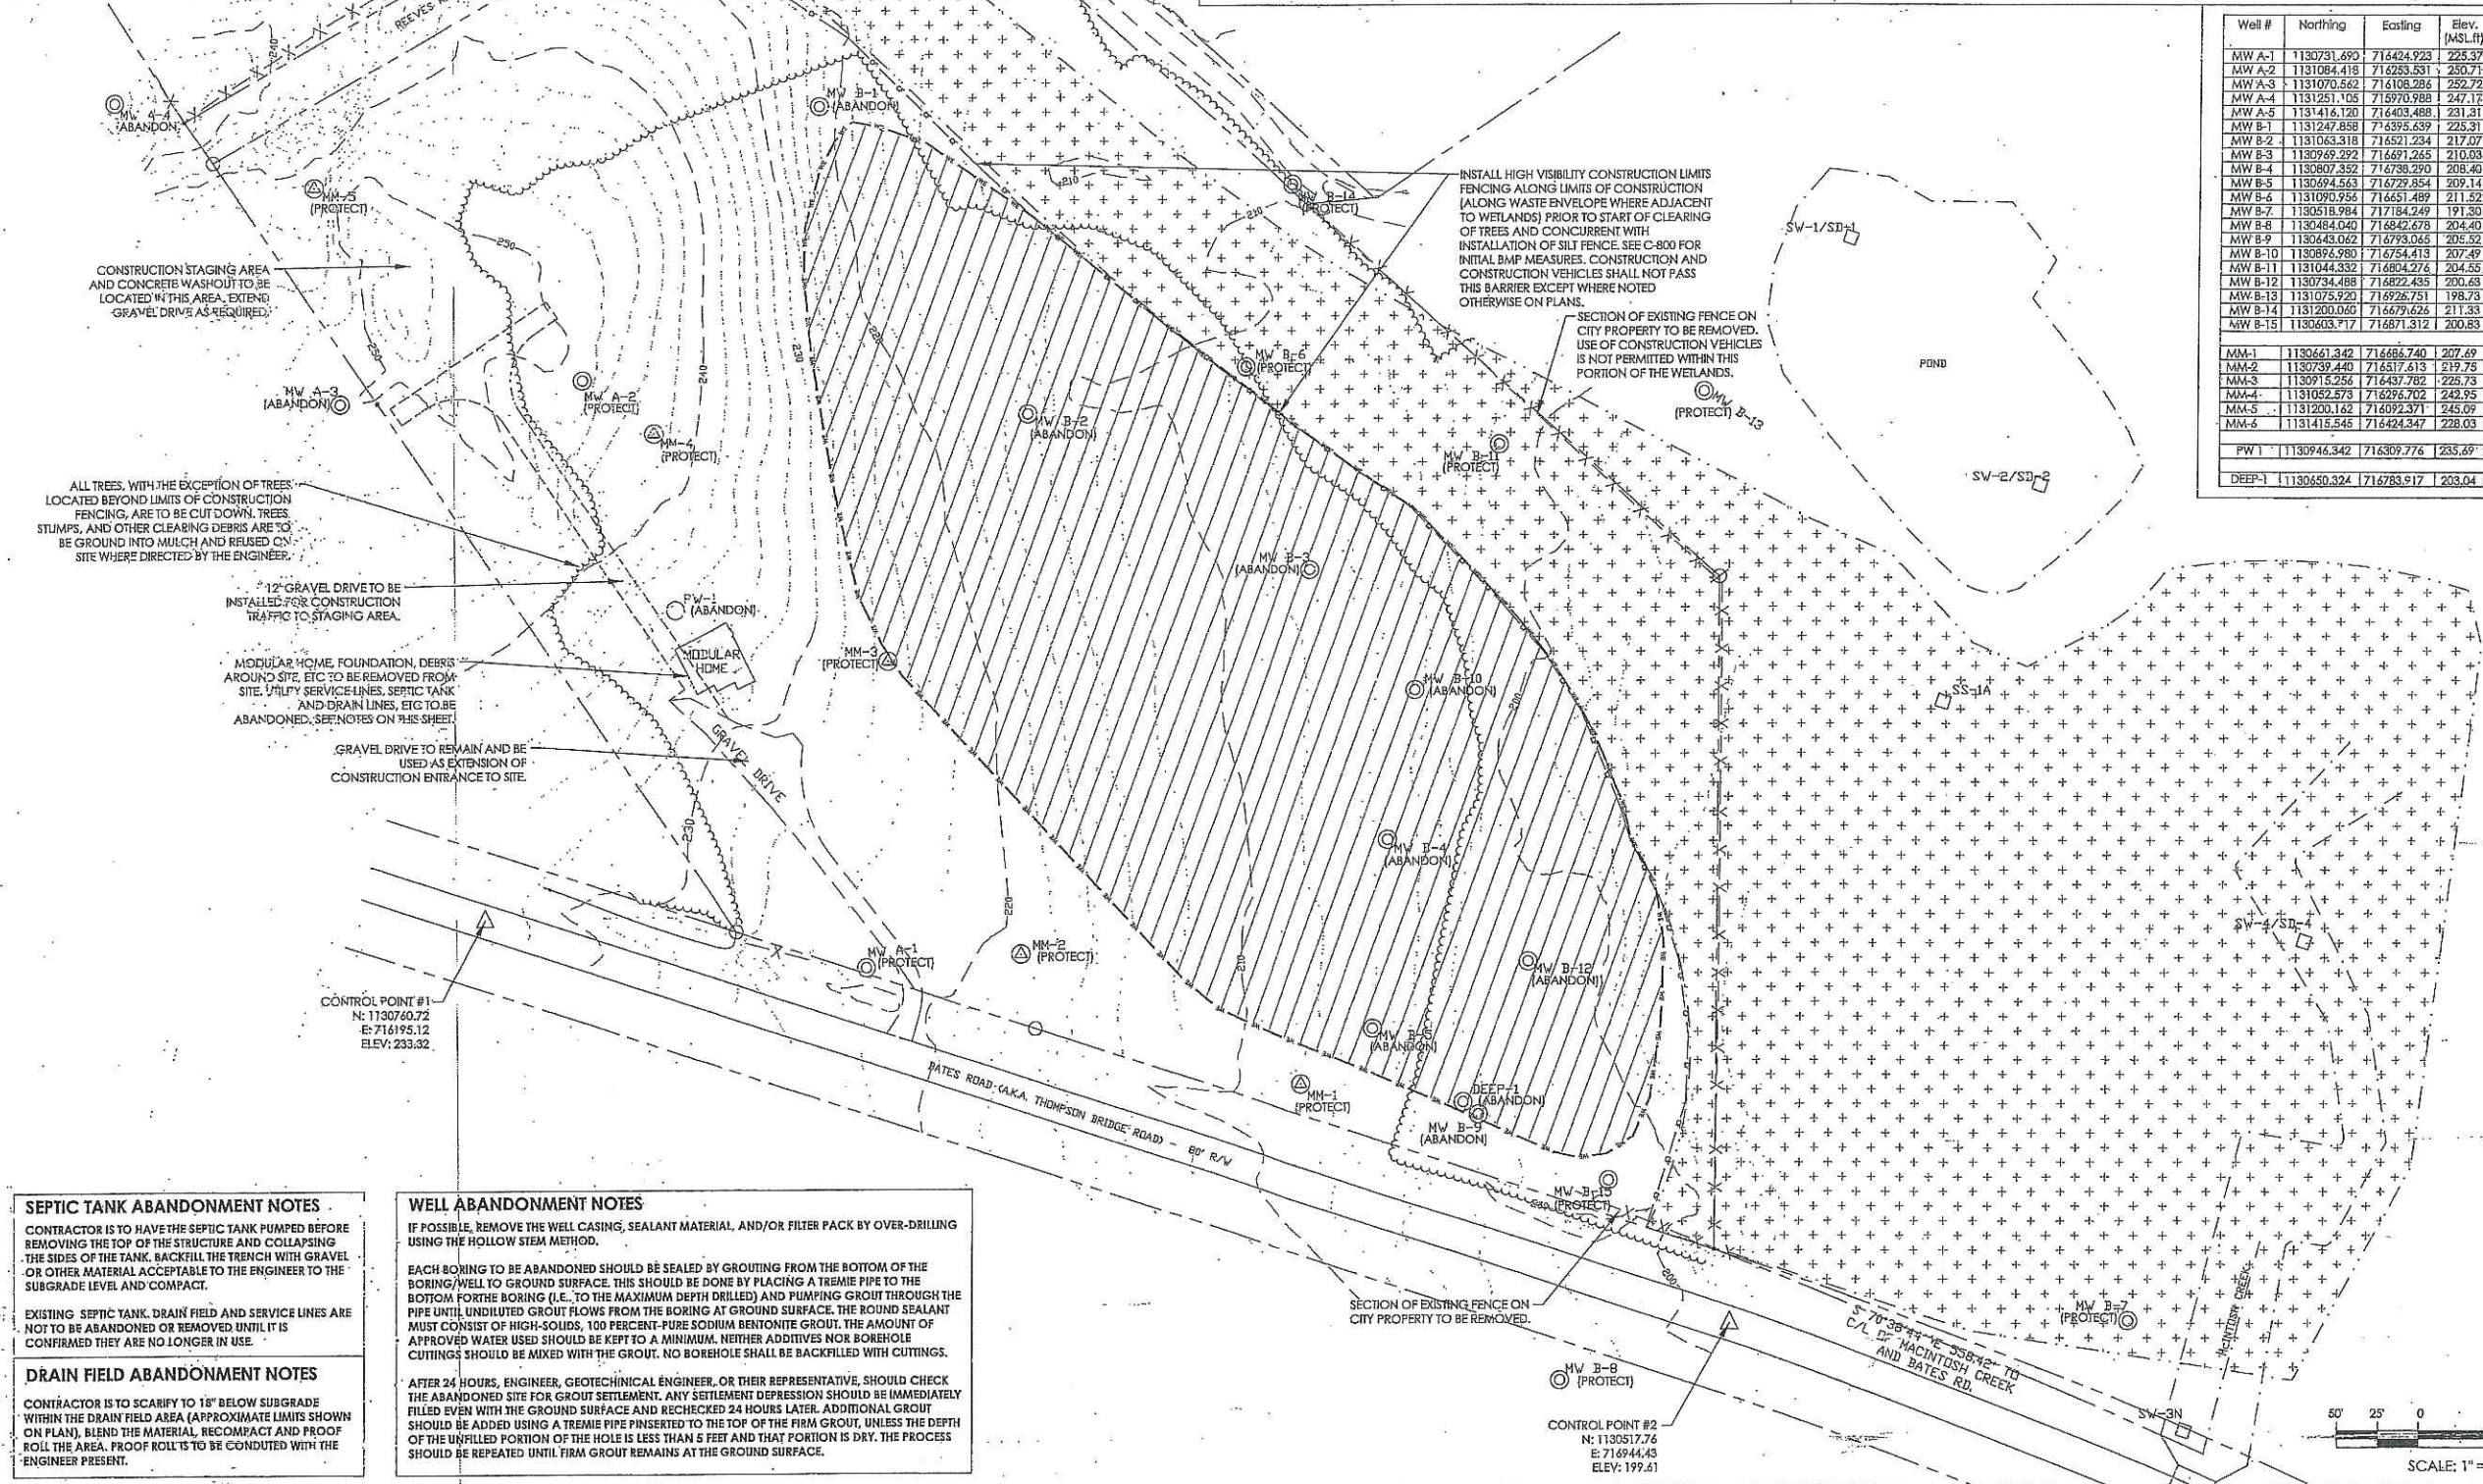 REEVES
240
MW A-4
(ABANDON)
MM-5
(PROTECT)
MW B-1
(ABANDON)
210
MW B-14
(PROTECT)
INSTALL HIGH VISIBILITY CONSTRUCTION LIMITS
FENCING ALONG LIMITS OF CONSTRUCTION
(ALONG WASTE ENVELOPE WHERE ADJACENT
TO WETLANDS) PRIOR TO START OF CLEARING
OF TREES AND CONCURRENT WITH
INSTALLATION OF SILT FENCE. SEE C-800 FOR
INITIAL BMP MEASURES. CONSTRUCTION AND
CONSTRUCTION VEHICLES SHALL NOT PASS
THIS BARRIER EXCEPT WHERE NOTED
OTHERWISE ON PLANS.
SECTION OF EXISTING FENCE ON
CITY PROPERTY TO BE REMOVED.
USE OF CONSTRUCTION VEHICLES
IS NOT PERMITTED WITHIN THIS
PORTION OF THE WETLANDS.
SW-1/SD-1
POND
SW-2/SD-2
Well # Northing Easting Elev. (MSL.ft)
MW A-1 1130731.690 716424.923 225.37
MW A-2 1131084.418 716253.531 250.71
MW A-3 1131070.562 716108.286 252.72
MW A-4 1131251.105 715970.988 247.17
MW A-5 1131416.120 716403.488 231.31
MW B-1 1131247.858 716395.639 225.31
MW B-2 1131063.318 716521.234 217.07
MW B-3 1130969.292 716691.265 210.03
MW B-4 1130807.352 716738.290 208.40
MW B-5 1130694.563 716729.854 209.14
MW B-6 1131090.956 716651.489 211.52
MW B-7 1130518.984 717184.249 191.30
MW B-8 1130484.040 716842.678 204.40
MW B-9 1130643.062 716793.065 205.52
MW B-10 1130896.980 716754.413 207.49
MW B-11 1131044.332 716804.276 204.55
MW B-12 1130734.488 716822.435 200.63
MW B-13 1131075.920 716926.751 198.73
MW B-14 1131200.060 716679.626 211.33
MW B-15 1130603.717 716871.312 200.83
MM-1 1130661.342 716686.740 207.69
MM-2 1130739.440 716517.613 219.75
MM-3 1130915.256 716437.782 225.73
MM-4 1131052.573 716296.702 242.95
MM-5 1131200.162 716092.371 245.09
MM-6 1131415.545 716424.347 228.03
PW 1 1130946.342 716309.776 235.69
DEEP-1 1130650.324 716783.917 203.04
CONSTRUCTION STAGING AREA
AND CONCRETE WASHOUT TO BE
LOCATED IN THIS AREA. EXTEND
GRAVEL DRIVE AS REQUIRED.
250
250
240
230
220
MW A-3
(ABANDON)
MW A-2
(PROTECT)
MM-4
(PROTECT)
MW B-2
(ABANDON)
MW B-6
(PROTECT)
MW B-11
(PROTECT)
MW B-13
(PROTECT)
MW B-3
(ABANDON)
ALL TREES, WITH THE EXCEPTION OF TREES
LOCATED BEYOND LIMITS OF CONSTRUCTION
FENCING, ARE TO BE CUT DOWN. TREES,
STUMPS, AND OTHER CLEARING DEBRIS ARE TO
BE GROUND INTO MULCH AND REUSED ON
SITE WHERE DIRECTED BY THE ENGINEER.
12' GRAVEL DRIVE TO BE
INSTALLED FOR CONSTRUCTION
TRAFFIC TO STAGING AREA.
PW-1
(ABANDON)
MODULAR
HOME
MM-3
(PROTECT)
MODULAR HOME, FOUNDATION, DEBRIS
AROUND SITE, ETC TO BE REMOVED FROM
SITE. UTILITY SERVICE LINES, SEPTIC TANK
AND DRAIN LINES, ETC TO BE
ABANDONED. SEE NOTES ON THIS SHEET.
GRAVEL DRIVE TO REMAIN AND BE
USED AS EXTENSION OF
CONSTRUCTION ENTRANCE TO SITE.
GRAVEL DRIVE
MW B-10
(ABANDON)
200
SS-1A
230
MW B-4
(ABANDON)
220
210
MW A-1
(PROTECT)
MM-2
(PROTECT)
MW B-12
(ABANDON)
SW-4/SD-4
CONTROL POINT #1
N: 1130760.72
E: 716195.12
ELEV: 233.32
MW B-5
(ABANDON)
BATES ROAD (A.K.A. THOMPSON BRIDGE ROAD) - 80' R/W
MM-1
(PROTECT)
DEEP-1
(ABANDON)
MW B-9
(ABANDON)
MW B-15
(PROTECT)
200
SECTION OF EXISTING FENCE ON
CITY PROPERTY TO BE REMOVED.
MW B-8
(PROTECT)
CONTROL POINT #2
N: 1130517.76
E: 716944.43
ELEV: 199.61
S 70°38'44"E 558.42' TO
C/L OF MACINTOSH CREEK
AND BATES RD.
MW B-7
(PROTECT)
MCINTOSH CREEK
SW-3N
50' 25' 0
SCALE: 1" =
SEPTIC TANK ABANDONMENT NOTES
CONTRACTOR IS TO HAVE THE SEPTIC TANK PUMPED BEFORE
REMOVING THE TOP OF THE STRUCTURE AND COLLAPSING
THE SIDES OF THE TANK. BACKFILL THE TRENCH WITH GRAVEL
OR OTHER MATERIAL ACCEPTABLE TO THE ENGINEER TO THE
SUBGRADE LEVEL AND COMPACT.
EXISTING SEPTIC TANK, DRAIN FIELD AND SERVICE LINES ARE
NOT TO BE ABANDONED OR REMOVED UNTIL IT IS
CONFIRMED THEY ARE NO LONGER IN USE.
DRAIN FIELD ABANDONMENT NOTES
CONTRACTOR IS TO SCARIFY TO 18" BELOW SUBGRADE
WITHIN THE DRAIN FIELD AREA (APPROXIMATE LIMITS SHOWN
ON PLAN), BLEND THE MATERIAL, RECOMPACT AND PROOF
ROLL THE AREA. PROOF ROLL IS TO BE CONDUTED WITH THE
ENGINEER PRESENT.
WELL ABANDONMENT NOTES
IF POSSIBLE, REMOVE THE WELL CASING, SEALANT MATERIAL, AND/OR FILTER PACK BY OVER-DRILLING
USING THE HOLLOW STEM METHOD.
EACH BORING TO BE ABANDONED SHOULD BE SEALED BY GROUTING FROM THE BOTTOM OF THE
BORING/WELL TO GROUND SURFACE. THIS SHOULD BE DONE BY PLACING A TREMIE PIPE TO THE
BOTTOM FORTHE BORING (I.E., TO THE MAXIMUM DEPTH DRILLED) AND PUMPING GROUT THROUGH THE
PIPE UNTIL UNDILUTED GROUT FLOWS FROM THE BORING AT GROUND SURFACE. THE ROUND SEALANT
MUST CONSIST OF HIGH-SOLIDS, 100 PERCENT-PURE SODIUM BENTONITE GROUT. THE AMOUNT OF
APPROVED WATER USED SHOULD BE KEPT TO A MINIMUM. NEITHER ADDITIVES NOR BOREHOLE
CUTTINGS SHOULD BE MIXED WITH THE GROUT. NO BOREHOLE SHALL BE BACKFILLED WITH CUTTINGS.
AFTER 24 HOURS, ENGINEER, GEOTECHINICAL ENGINEER, OR THEIR REPRESENTATIVE, SHOULD CHECK
THE ABANDONED SITE FOR GROUT SETTLEMENT. ANY SETTLEMENT DEPRESSION SHOULD BE IMMEDIATELY
FILLED EVEN WITH THE GROUND SURFACE AND RECHECKED 24 HOURS LATER. ADDITIONAL GROUT
SHOULD BE ADDED USING A TREMIE PIPE PINSERTED TO THE TOP OF THE FIRM GROUT, UNLESS THE DEPTH
OF THE UNFILLED PORTION OF THE HOLE IS LESS THAN 5 FEET AND THAT PORTION IS DRY. THE PROCESS
SHOULD BE REPEATED UNTIL FIRM GROUT REMAINS AT THE GROUND SURFACE.